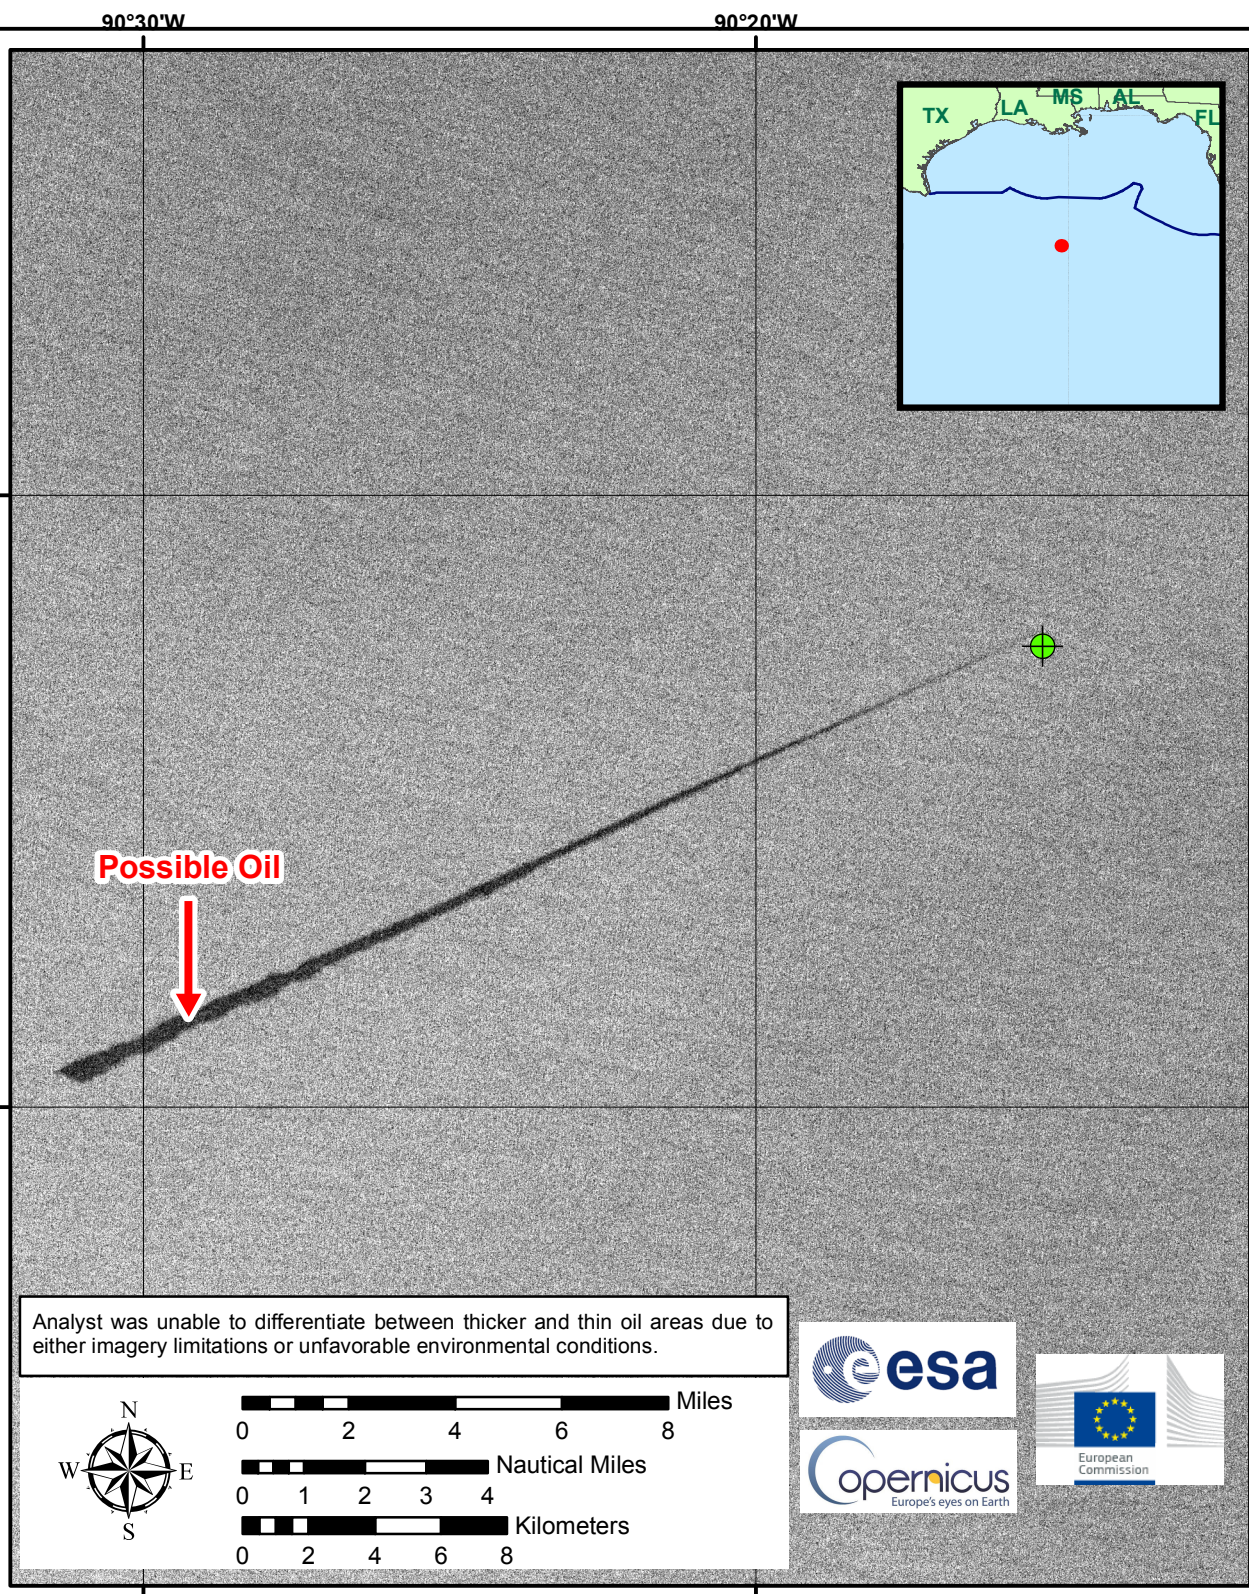 90°30'W 90°20'W
TX LA MS AL FL
Possible Oil
Analyst was unable to differentiate between thicker and thin oil areas due to
either imagery limitations or unfavorable environmental conditions.
N
W E
S
Miles
0 2 4 6 8
Nautical Miles
0 1 2 3 4
Kilometers
0 2 4 6 8
esa
opernicus
Europe's eyes on Earth
European
Commission